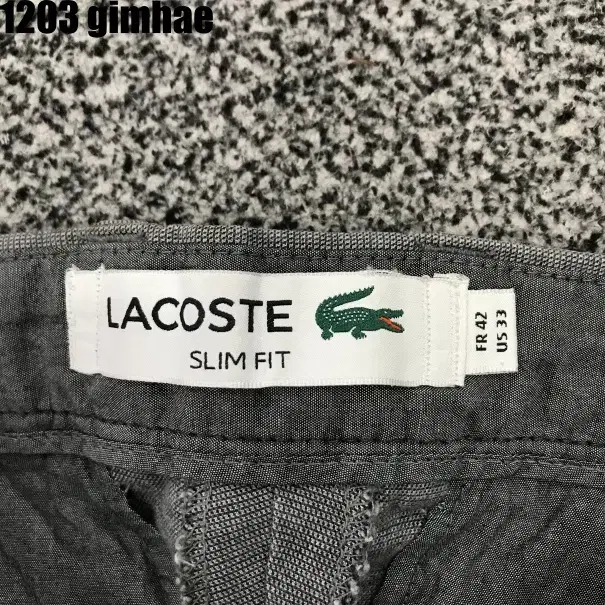 1203 gimhae
LACOSTE
SLIM FIT
FR 42
US 33